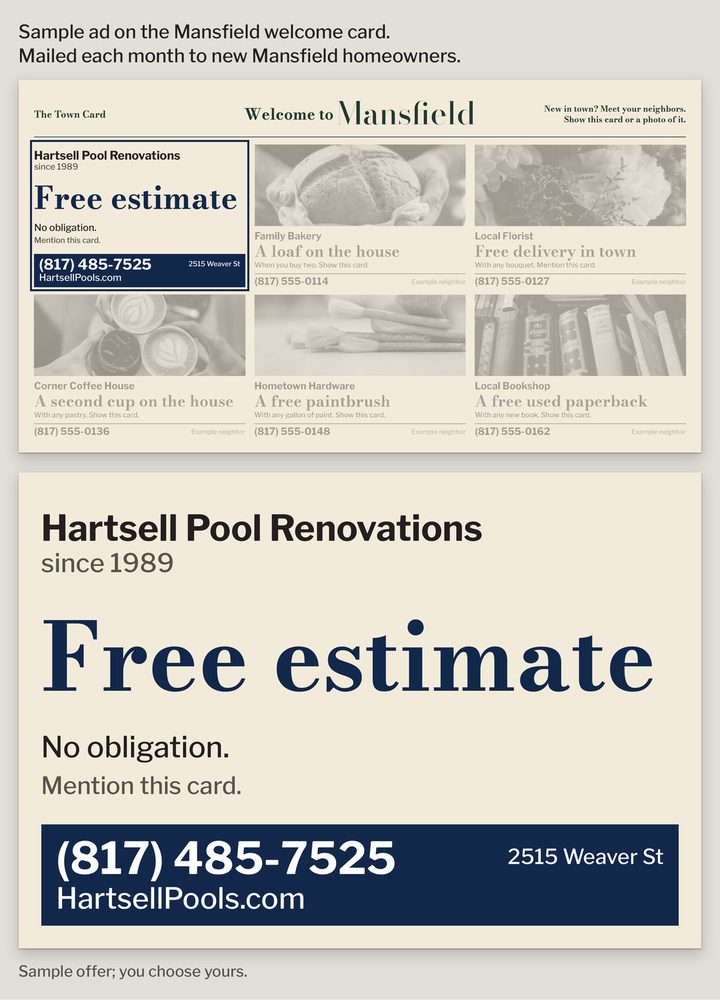 Sample ad on the Mansfield welcome card.
Mailed each month to new Mansfield homeowners.
The Town Card
Welcome to Mansfield
New in town? Meet your neighbors.
Show this card or a photo of it.
Hartsell Pool Renovations
since 1989
Free estimate
No obligation.
Mention this card.
(817) 485-7525
2515 Weaver St
HartsellPools.com
Family Bakery
A loaf on the house
When you buy two. Show this card.
(817) 555-0114
Example neighbor
Local Florist
Free delivery in town
With any bouquet. Mention this card.
(817) 555-0127
Example neighbor
Corner Coffee House
A second cup on the house
With any pastry. Show this card.
(817) 555-0136
Example neighbor
Hometown Hardware
A free paintbrush
With any gallon of paint. Show this card.
(817) 555-0148
Example neighbor
Local Bookshop
A free used paperback
With any new book. Show this card.
(817) 555-0162
Example neighbor
Hartsell Pool Renovations
since 1989
Free estimate
No obligation.
Mention this card.
(817) 485-7525
2515 Weaver St
HartsellPools.com
Sample offer; you choose yours.